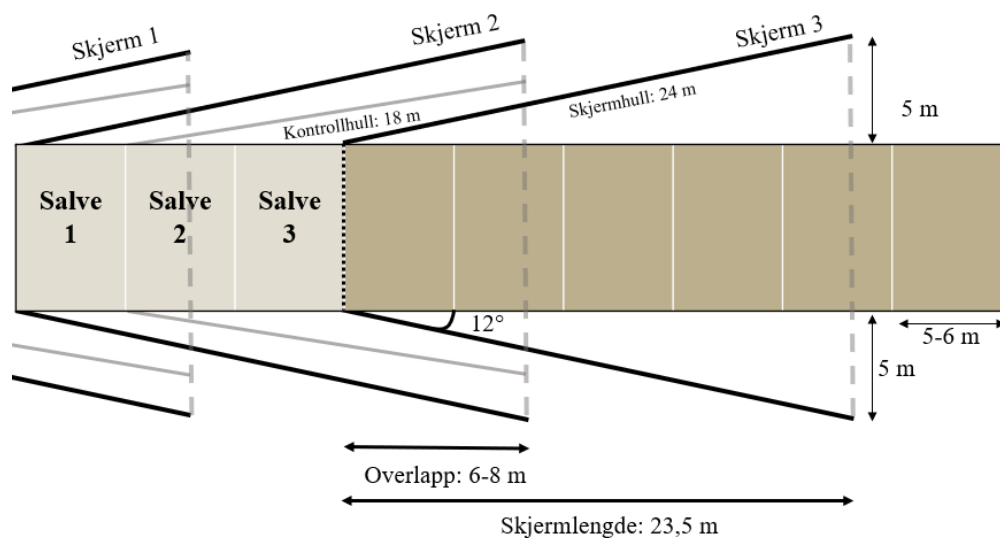 Skjerm 1
Skjerm 2
Skjerm 3
Kontrollhull: 18 m
Skjermhull: 24 m
5 m
Salve
1
Salve
2
Salve
3
12°
5-6 m
5 m
Overlapp: 6-8 m
Skjermlengde: 23,5 m